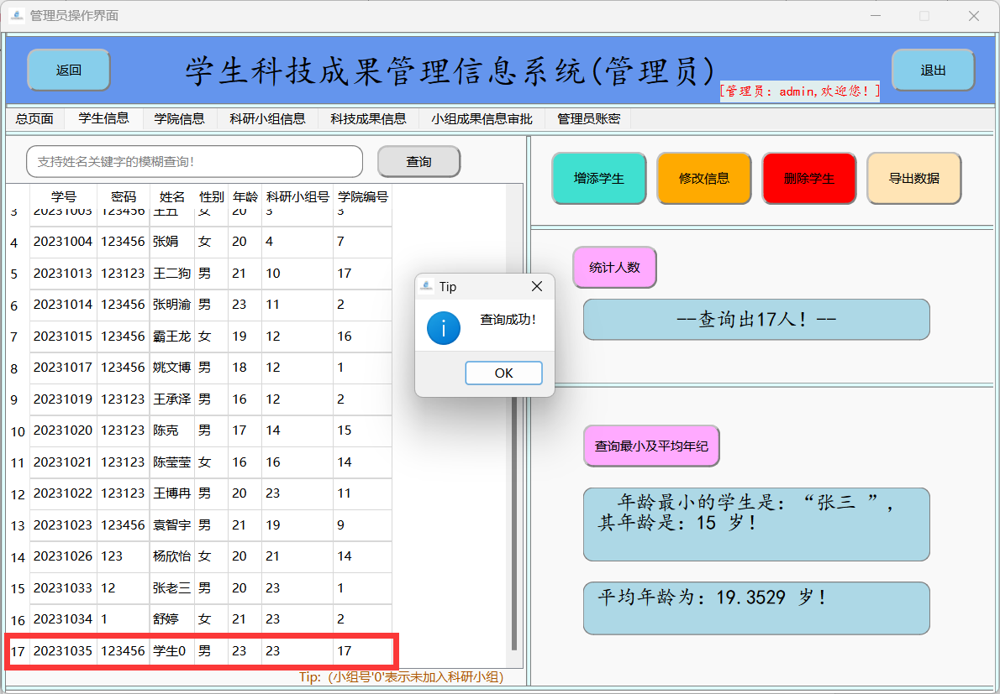 管理员操作界面
返回
学生科技成果管理信息系统(管理员)
[管理员：admin,欢迎您！]
退出
总页面 学生信息 学院信息 科研小组信息 科技成果信息 小组成果信息审批 管理员账密
支持姓名关键字的模糊查询!
查询
学号 密码 姓名 性别 年龄 科研小组号 学院编号
3 20231003 123456 王五 女 20 3 3
4 20231004 123456 张娟 女 20 4 7
5 20231013 123123 王二狗 男 21 10 17
6 20231014 123456 张明渝 男 23 11 2
7 20231015 123456 霸王龙 女 19 12 16
8 20231017 123456 姚文博 男 18 12 1
9 20231019 123123 王承泽 男 16 12 2
10 20231020 123123 陈克 男 17 14 15
11 20231021 123123 陈莹莹 女 16 16 14
12 20231022 123123 王博冉 男 20 23 11
13 20231023 123456 袁智宇 男 21 19 9
14 20231026 123 杨欣怡 女 20 21 14
15 20231033 12 张老三 男 20 23 1
16 20231034 1 舒婷 女 21 23 2
17 20231035 123456 学生0 男 23 23 17
Tip:（小组号'0'表示未加入科研小组)
Tip
查询成功!
OK
增添学生 修改信息 删除学生 导出数据
统计人数
--查询出17人！--
查询最小及平均年纪
年龄最小的学生是：“张三 ”，
其年龄是：15 岁！
平均年龄为：19.3529 岁！